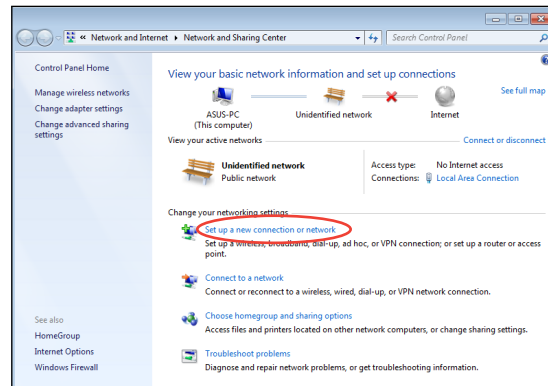 « Network and Internet ▸ Network and Sharing Center
Search Control Panel
Control Panel Home
Manage wireless networks
Change adapter settings
Change advanced sharing
settings
See also
HomeGroup
Internet Options
Windows Firewall
View your basic network information and set up connections
See full map
ASUS-PC
(This computer)
Unidentified network
Internet
View your active networks
Connect or disconnect
Unidentified network
Public network
Access type: No Internet access
Connections: Local Area Connection
Change your networking settings
Set up a new connection or network
Set up a wireless, broadband, dial-up, ad hoc, or VPN connection; or set up a router or access
point.
Connect to a network
Connect or reconnect to a wireless, wired, dial-up, or VPN network connection.
Choose homegroup and sharing options
Access files and printers located on other network computers, or change sharing settings.
Troubleshoot problems
Diagnose and repair network problems, or get troubleshooting information.